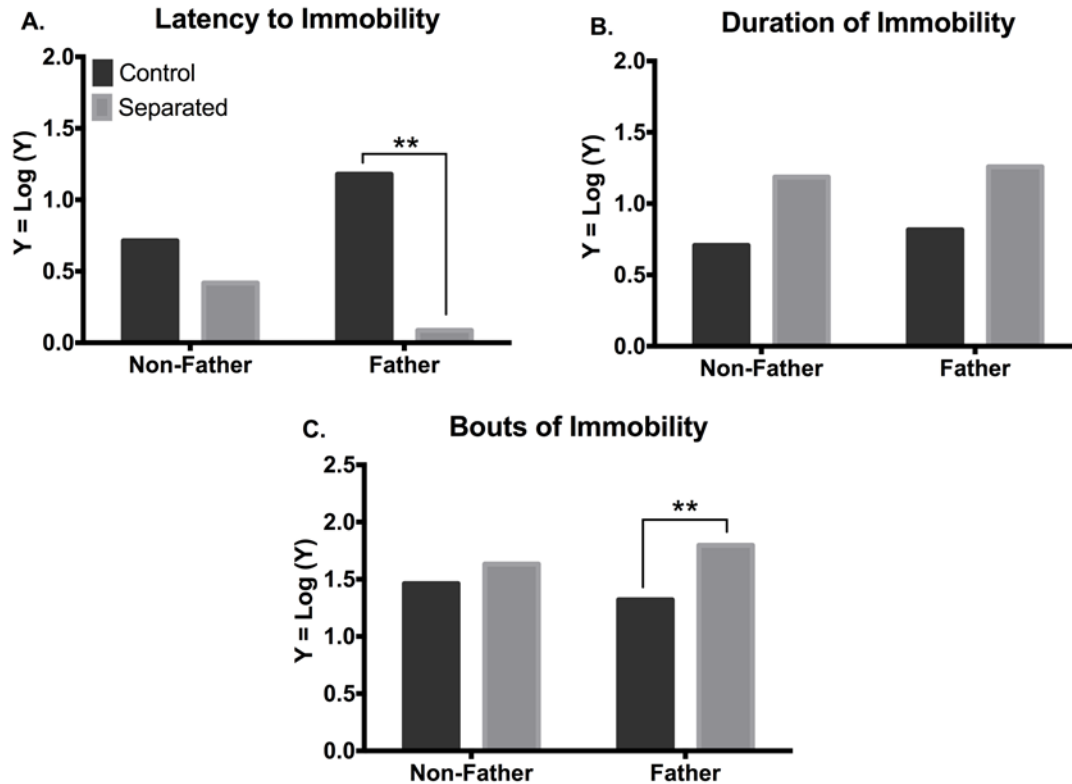 A.
Latency to Immobility
Y = Log (Y)
2.0
1.5
1.0
0.5
0.0
Control
Separated
**
Non-Father
Father
B.
Duration of Immobility
Y = Log (Y)
2.0
1.5
1.0
0.5
0.0
Non-Father
Father
C.
Bouts of Immobility
Y = Log (Y)
2.5
2.0
1.5
1.0
0.5
0.0
**
Non-Father
Father